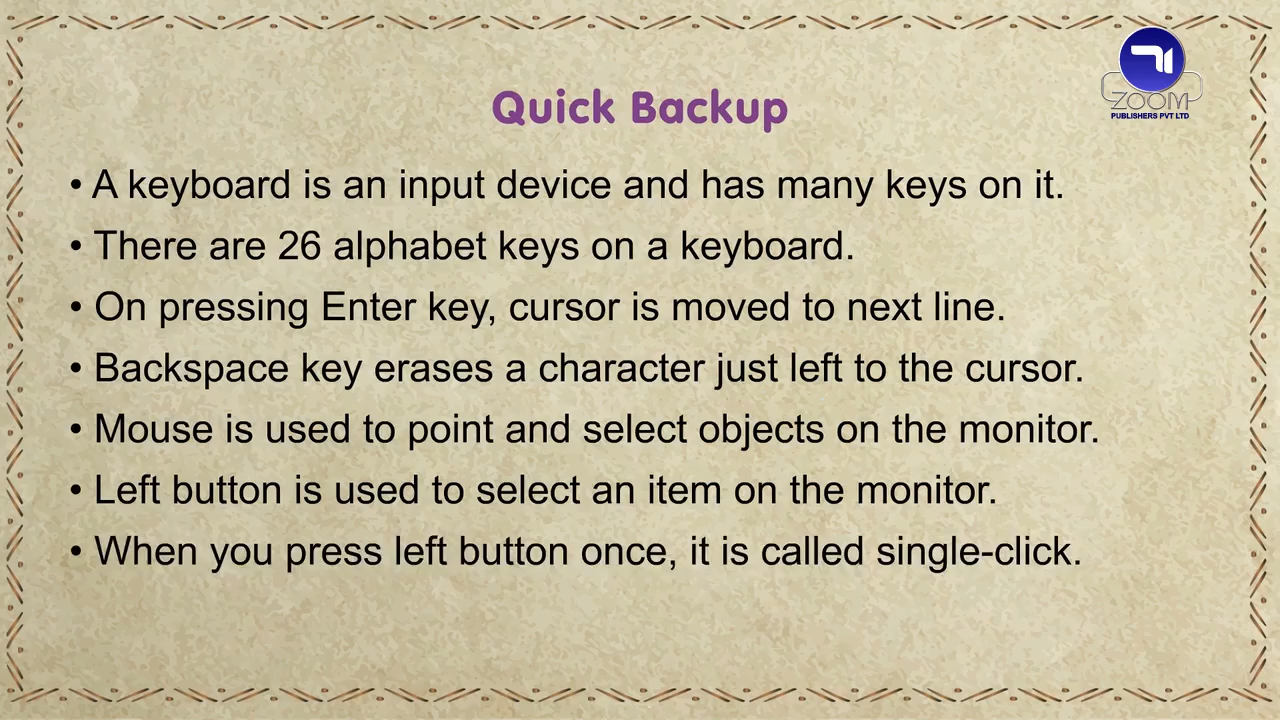 ZOOM
PUBLISHERS PVT LTD
Quick Backup
• A keyboard is an input device and has many keys on it.
• There are 26 alphabet keys on a keyboard.
• On pressing Enter key, cursor is moved to next line.
• Backspace key erases a character just left to the cursor.
• Mouse is used to point and select objects on the monitor.
• Left button is used to select an item on the monitor.
• When you press left button once, it is called single-click.